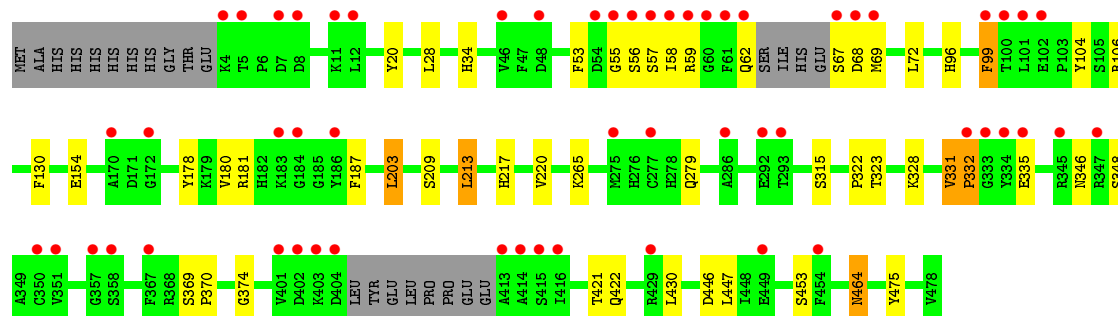 MET ALA HIS HIS HIS HIS HIS HIS GLY THR GLU K4 T5 P6 D7 D8 K11 L12 Y20 L28 H34 V46 F47 D48 F53 D54 G55 S56 S57 I58 R59 G60 F61 Q62 SER ILE HIS GLU S67 D68 M69 L72 H96 F99 T100 L101 E102 P103 Y104 S105 R106
F130 E154 A170 D171 G172 Y178 K179 V180 R181 H182 K183 G184 G185 Y186 F187 L203 S209 L213 H217 V220 K265 M275 H276 C277 H278 Q279 A286 E292 T293 S315 P322 T323 K328 V331 P332 G333 Y334 E335 R345 N346 R347 S348
A349 C350 V351 G357 S358 F367 R368 S369 P370 G374 V401 D402 K403 D404 LEU TYR GLU LEU PRO PRO GLU GLU A413 A414 S415 I416 T421 Q422 R429 L430 D446 L447 I448 E449 S453 F454 N464 Y475 V478